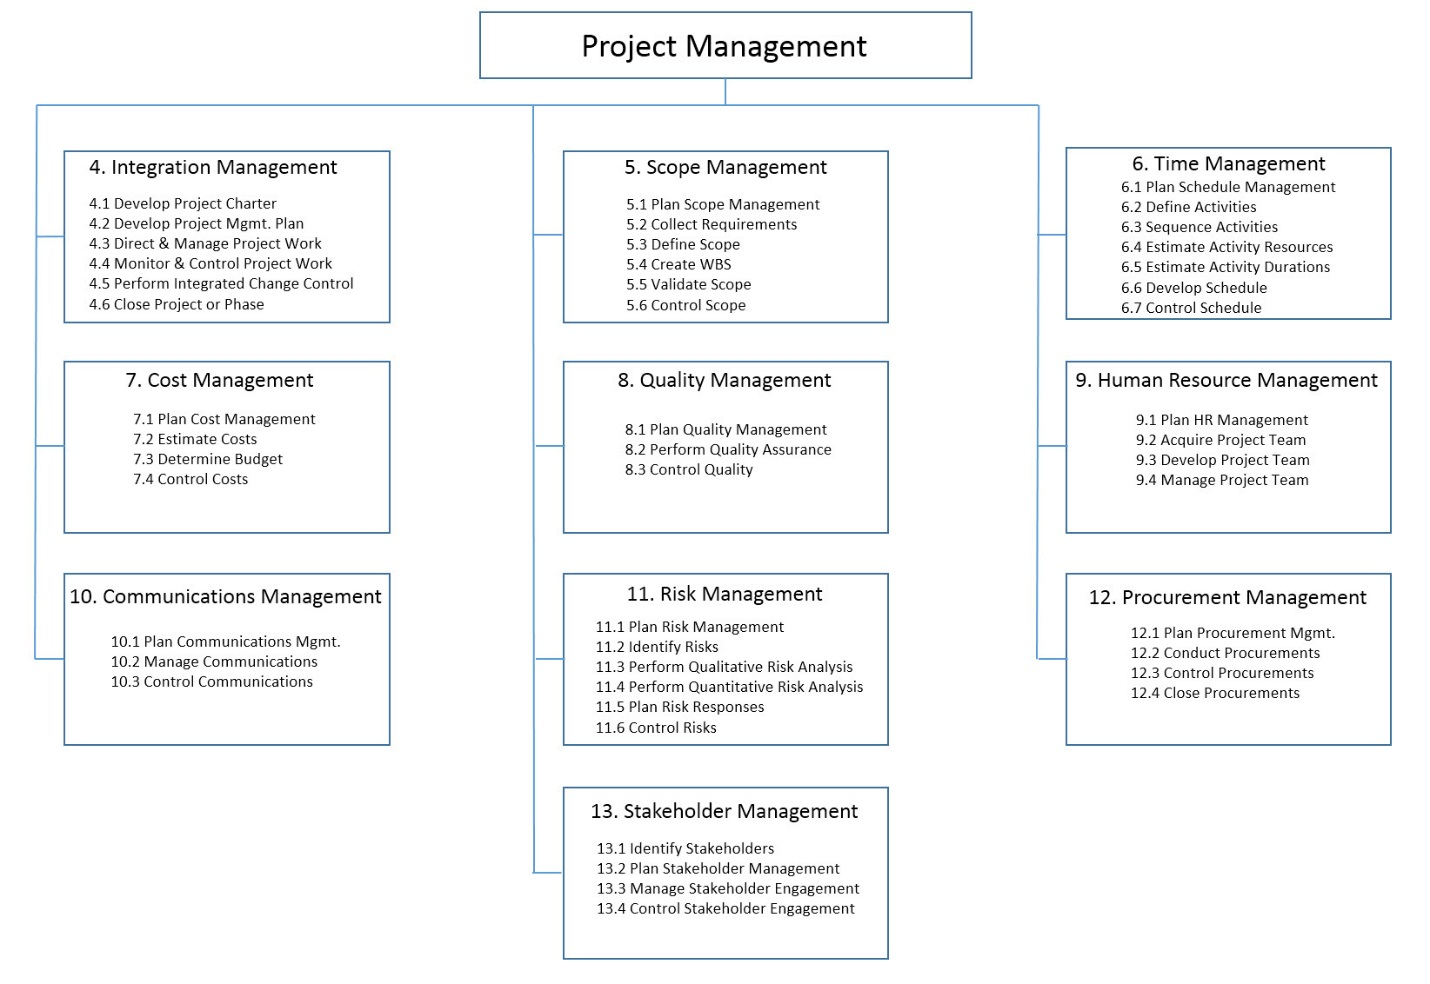 Project Management
4. Integration Management
4.1 Develop Project Charter
4.2 Develop Project Mgmt. Plan
4.3 Direct & Manage Project Work
4.4 Monitor & Control Project Work
4.5 Perform Integrated Change Control
4.6 Close Project or Phase
5. Scope Management
5.1 Plan Scope Management
5.2 Collect Requirements
5.3 Define Scope
5.4 Create WBS
5.5 Validate Scope
5.6 Control Scope
6. Time Management
6.1 Plan Schedule Management
6.2 Define Activities
6.3 Sequence Activities
6.4 Estimate Activity Resources
6.5 Estimate Activity Durations
6.6 Develop Schedule
6.7 Control Schedule
7. Cost Management
7.1 Plan Cost Management
7.2 Estimate Costs
7.3 Determine Budget
7.4 Control Costs
8. Quality Management
8.1 Plan Quality Management
8.2 Perform Quality Assurance
8.3 Control Quality
9. Human Resource Management
9.1 Plan HR Management
9.2 Acquire Project Team
9.3 Develop Project Team
9.4 Manage Project Team
10. Communications Management
10.1 Plan Communications Mgmt.
10.2 Manage Communications
10.3 Control Communications
11. Risk Management
11.1 Plan Risk Management
11.2 Identify Risks
11.3 Perform Qualitative Risk Analysis
11.4 Perform Quantitative Risk Analysis
11.5 Plan Risk Responses
11.6 Control Risks
12. Procurement Management
12.1 Plan Procurement Mgmt.
12.2 Conduct Procurements
12.3 Control Procurements
12.4 Close Procurements
13. Stakeholder Management
13.1 Identify Stakeholders
13.2 Plan Stakeholder Management
13.3 Manage Stakeholder Engagement
13.4 Control Stakeholder Engagement